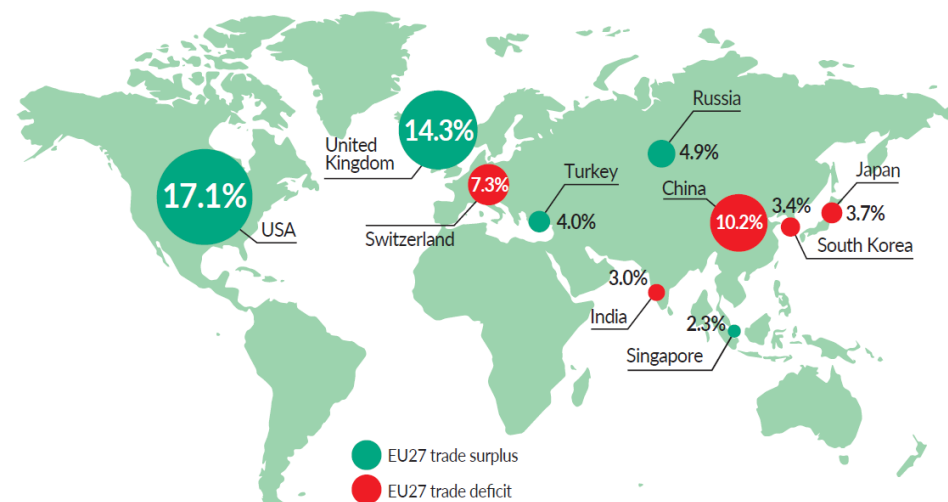 17.1%
USA
14.3%
United
Kingdom
7.3%
Switzerland
Turkey
4.0%
Russia
4.9%
China
10.2%
3.4%
South Korea
Japan
3.7%
3.0%
India
2.3%
Singapore
EU27 trade surplus
EU27 trade deficit